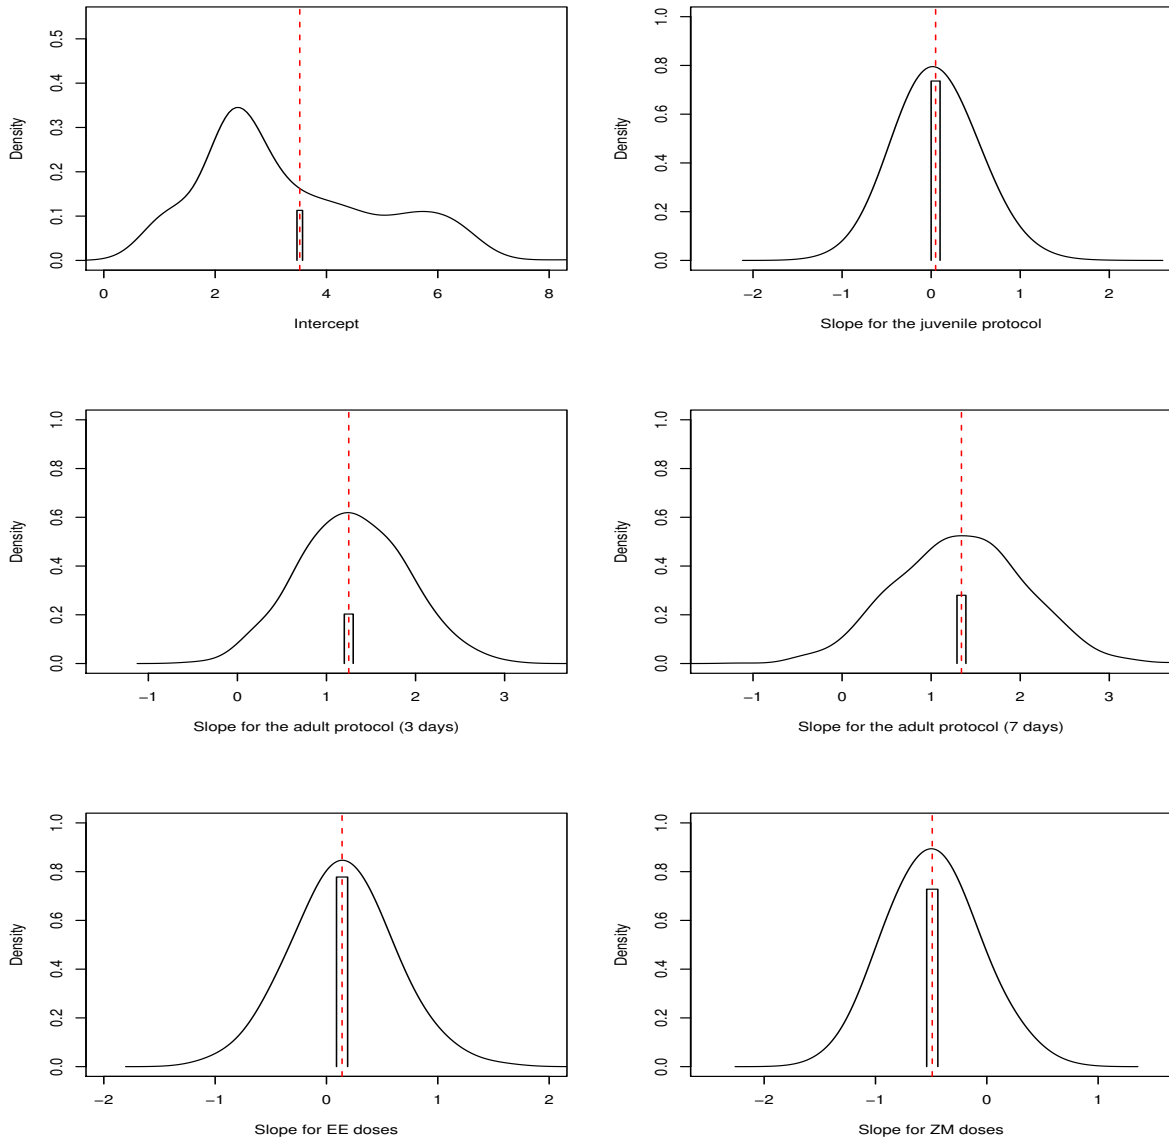 0.0 0.1 0.2 0.3 0.4 0.5
Density
0 2 4 6 8
Intercept
0.0 0.2 0.4 0.6 0.8 1.0
Density
−2 −1 0 1 2
Slope for the juvenile protocol
0.0 0.2 0.4 0.6 0.8 1.0
Density
−1 0 1 2 3
Slope for the adult protocol (3 days)
0.0 0.2 0.4 0.6 0.8 1.0
Density
−1 0 1 2 3
Slope for the adult protocol (7 days)
0.0 0.2 0.4 0.6 0.8 1.0
Density
−2 −1 0 1 2
Slope for EE doses
0.0 0.2 0.4 0.6 0.8 1.0
Density
−2 −1 0 1
Slope for ZM doses